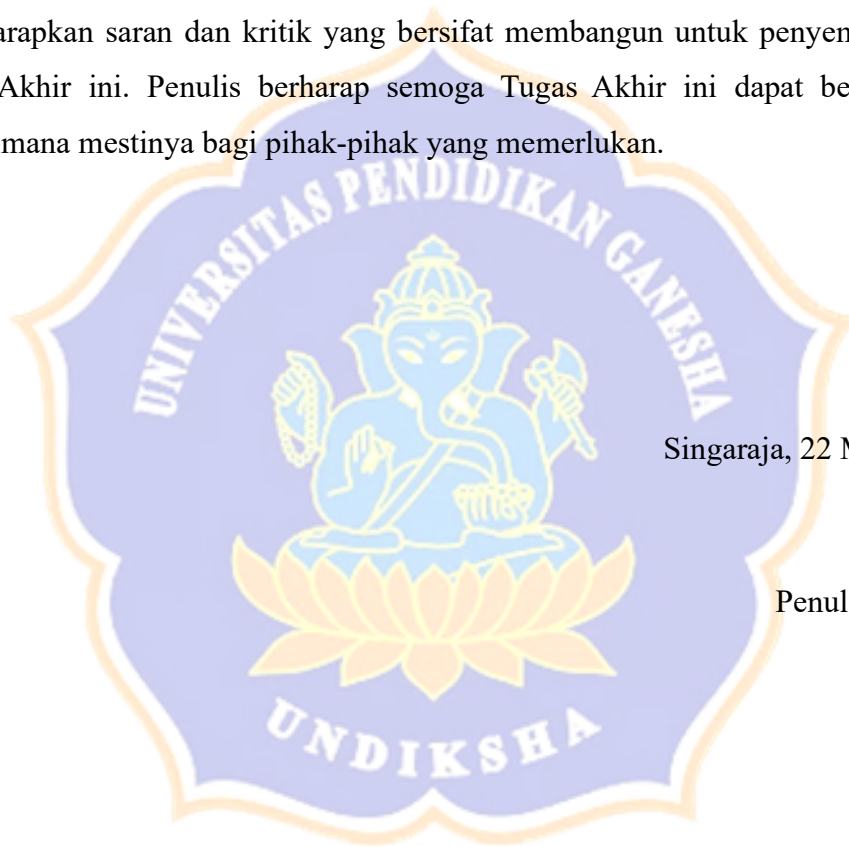 arapkan saran dan kritik yang bersifat membangun untuk penyen
Akhir ini. Penulis berharap semoga Tugas Akhir ini dapat be
mana mestinya bagi pihak-pihak yang memerlukan.
UNIVERSITAS PENDIDIKAN GANESHA
Singaraja, 22 M
Penul
UNDIKSHA